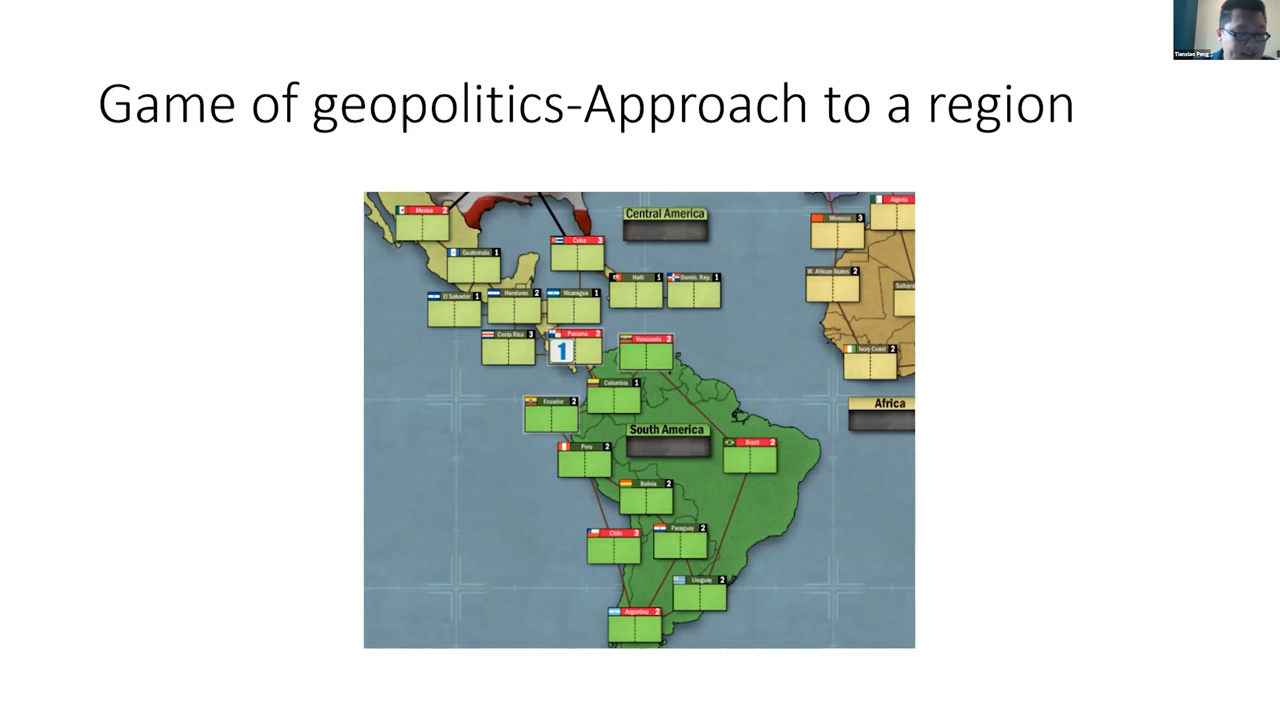 Tianxiao Peng
Game of geopolitics-Approach to a region
Mexico 2
Central America
Cuba 3
Guatemala 1
Haiti 1
Domin. Rep. 1
El Salvador 1
Honduras 2
Nicaragua 1
Costa Rica 3
Panama 2
1
Venezuela 2
Colombia 1
Ecuador 2
South America
Peru 2
Brazil 2
Bolivia 2
Chile 3
Paraguay 2
Uruguay 2
Argentina 2
Algeria
Morocco 3
W. African States 2
Sahara
Ivory Coast 2
Africa